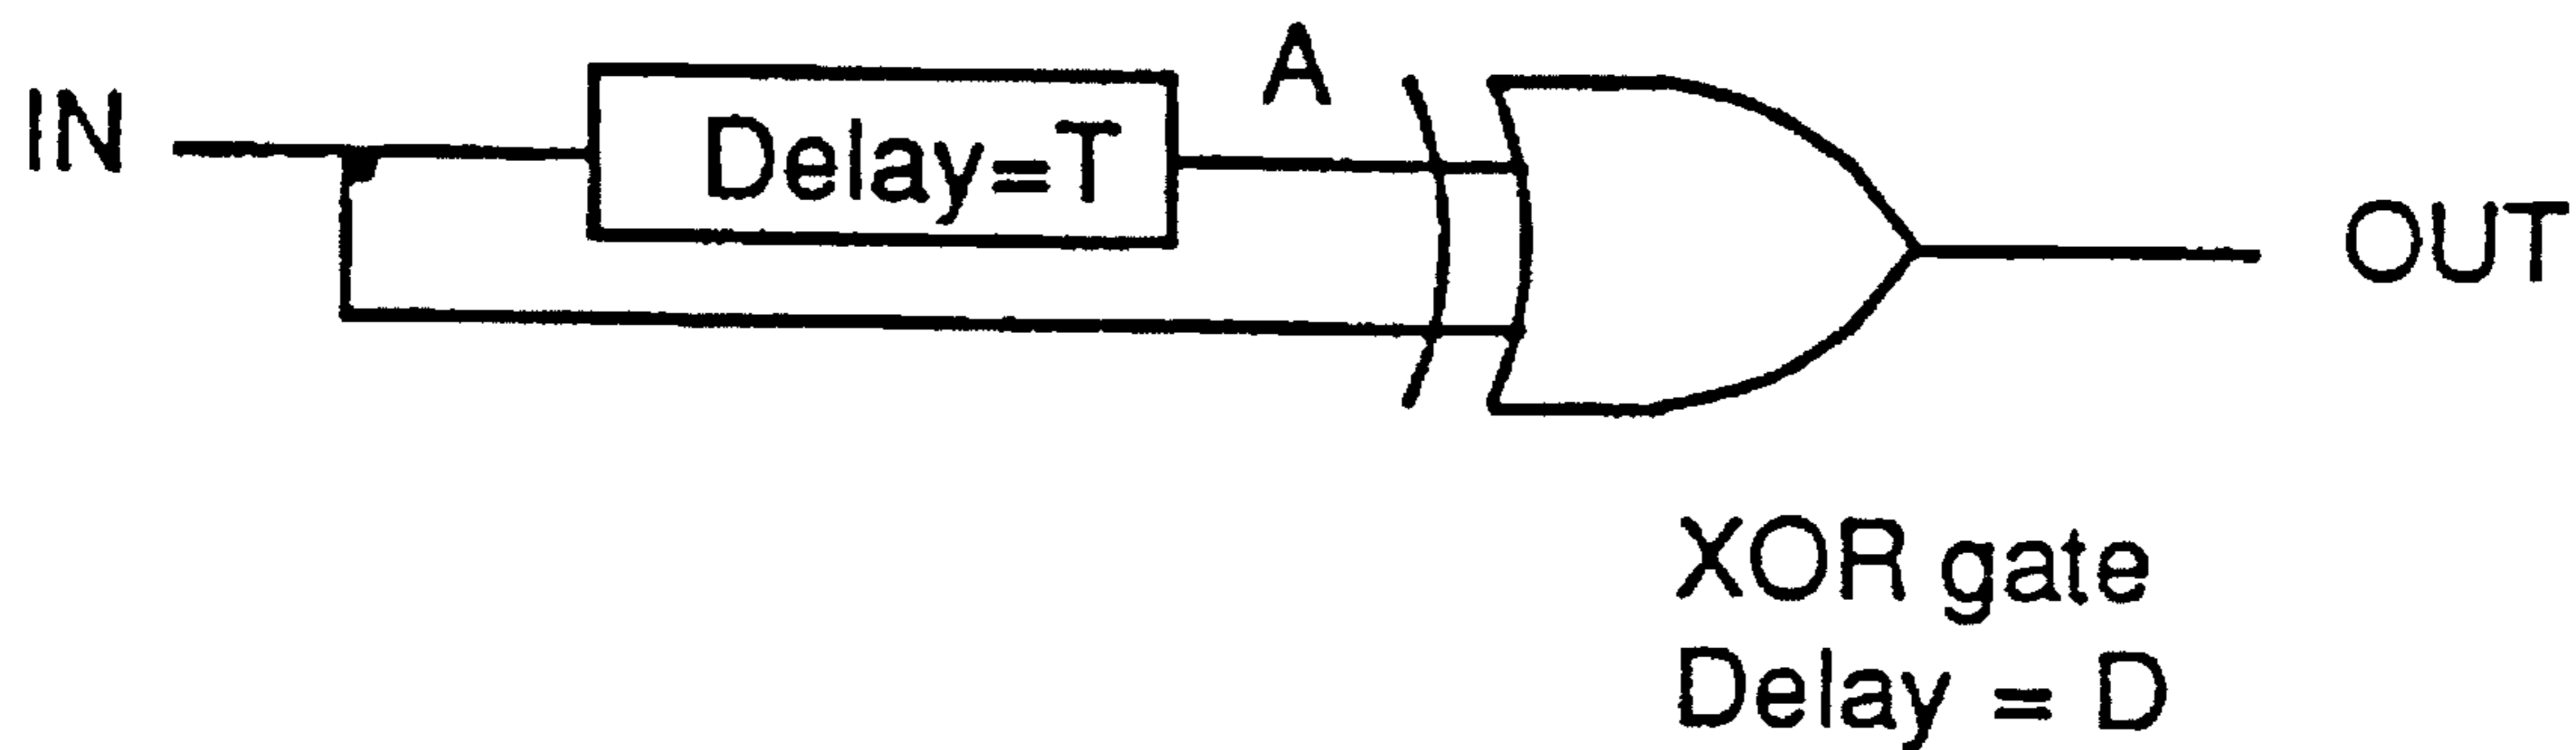 IN
Delay=T
A
OUT
XOR gate
Delay = D